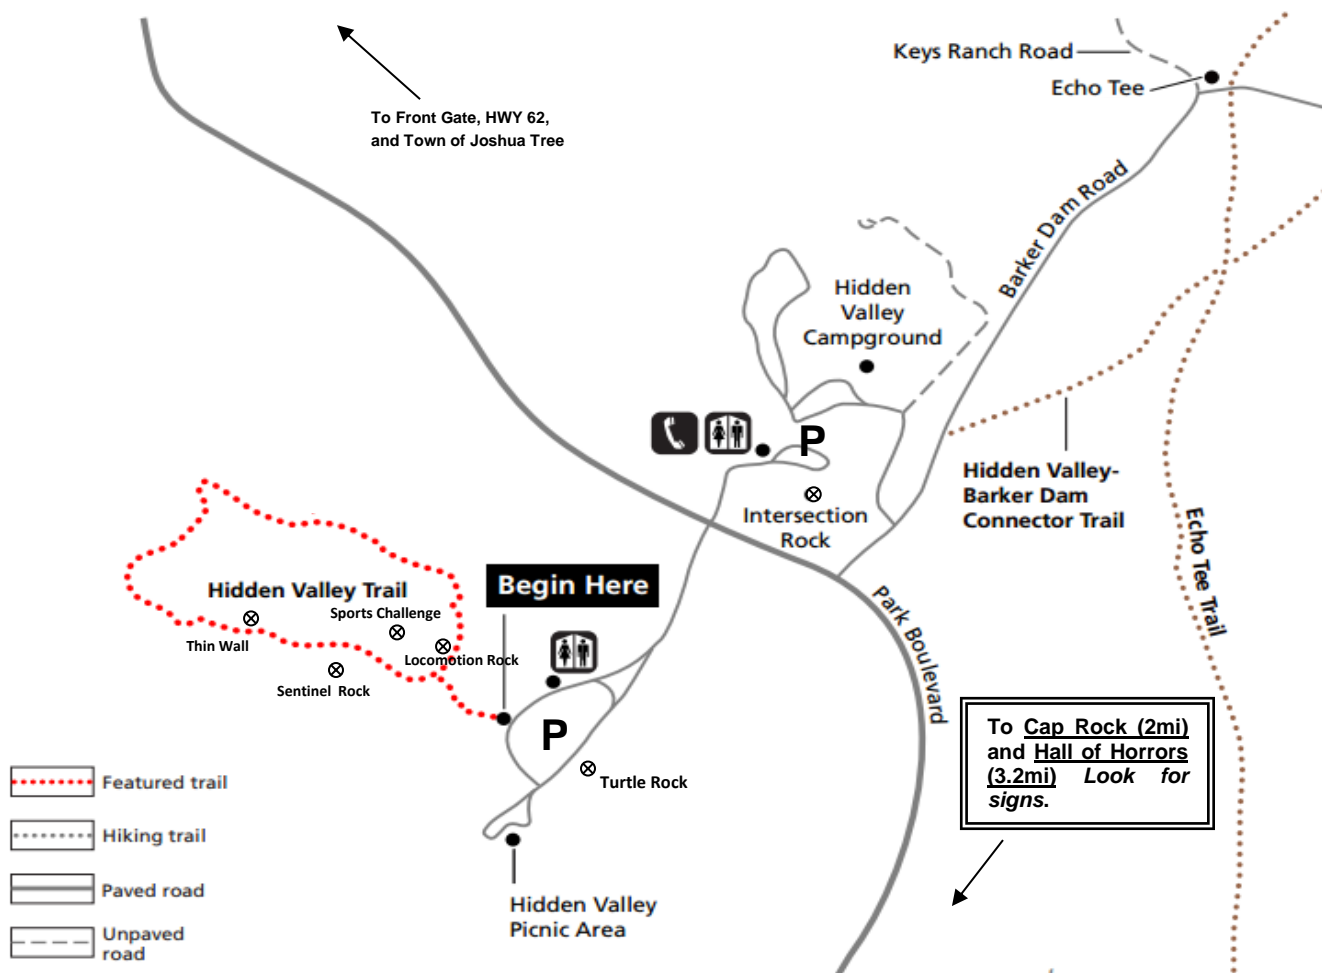 Keys Ranch Road
Echo Tee
To Front Gate, HWY 62,
and Town of Joshua Tree
Barker Dam Road
Hidden
Valley
Campground
P
Hidden Valley-
Barker Dam
Connector Trail
Intersection
Rock
Echo Tee Trail
Begin Here
Hidden Valley Trail
Sports Challenge
Thin Wall
Locomotion Rock
Sentinel Rock
Park Boulevard
P
Turtle Rock
To Cap Rock (2mi)
and Hall of Horrors
(3.2mi) Look for
signs.
Featured trail
Hiking trail
Paved road
Unpaved
road
Hidden Valley
Picnic Area